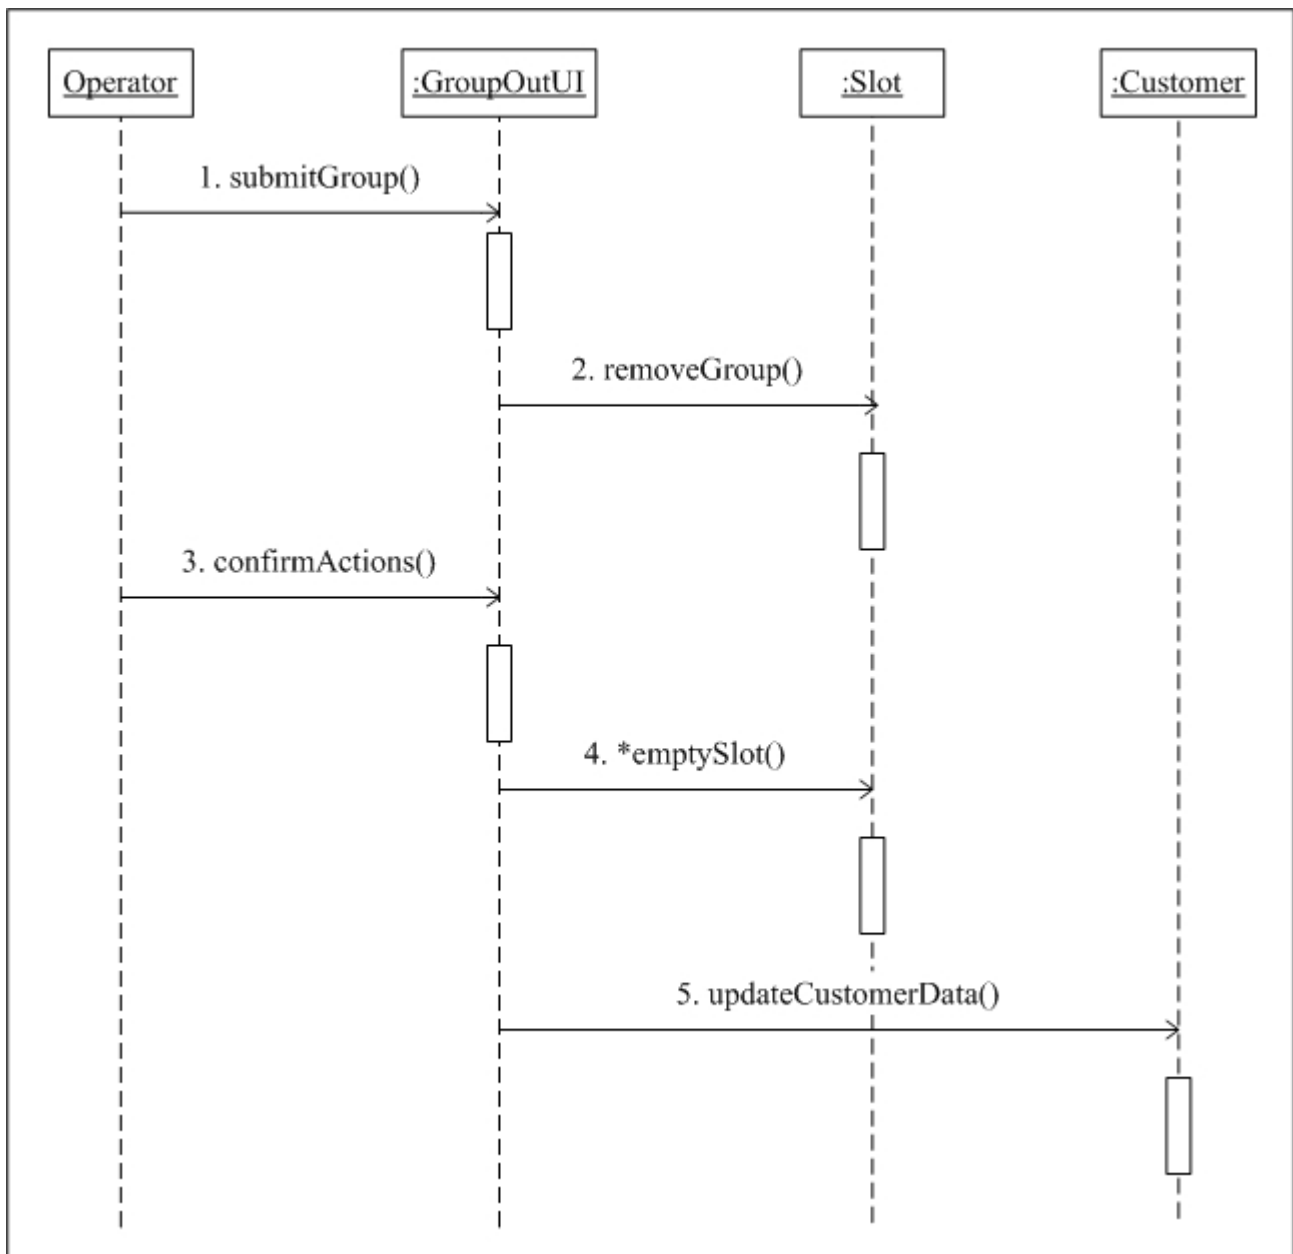 Operator
:GroupOutUI
:Slot
:Customer
1. submitGroup()
2. removeGroup()
3. confirmActions()
4. *emptySlot()
5. updateCustomerData()